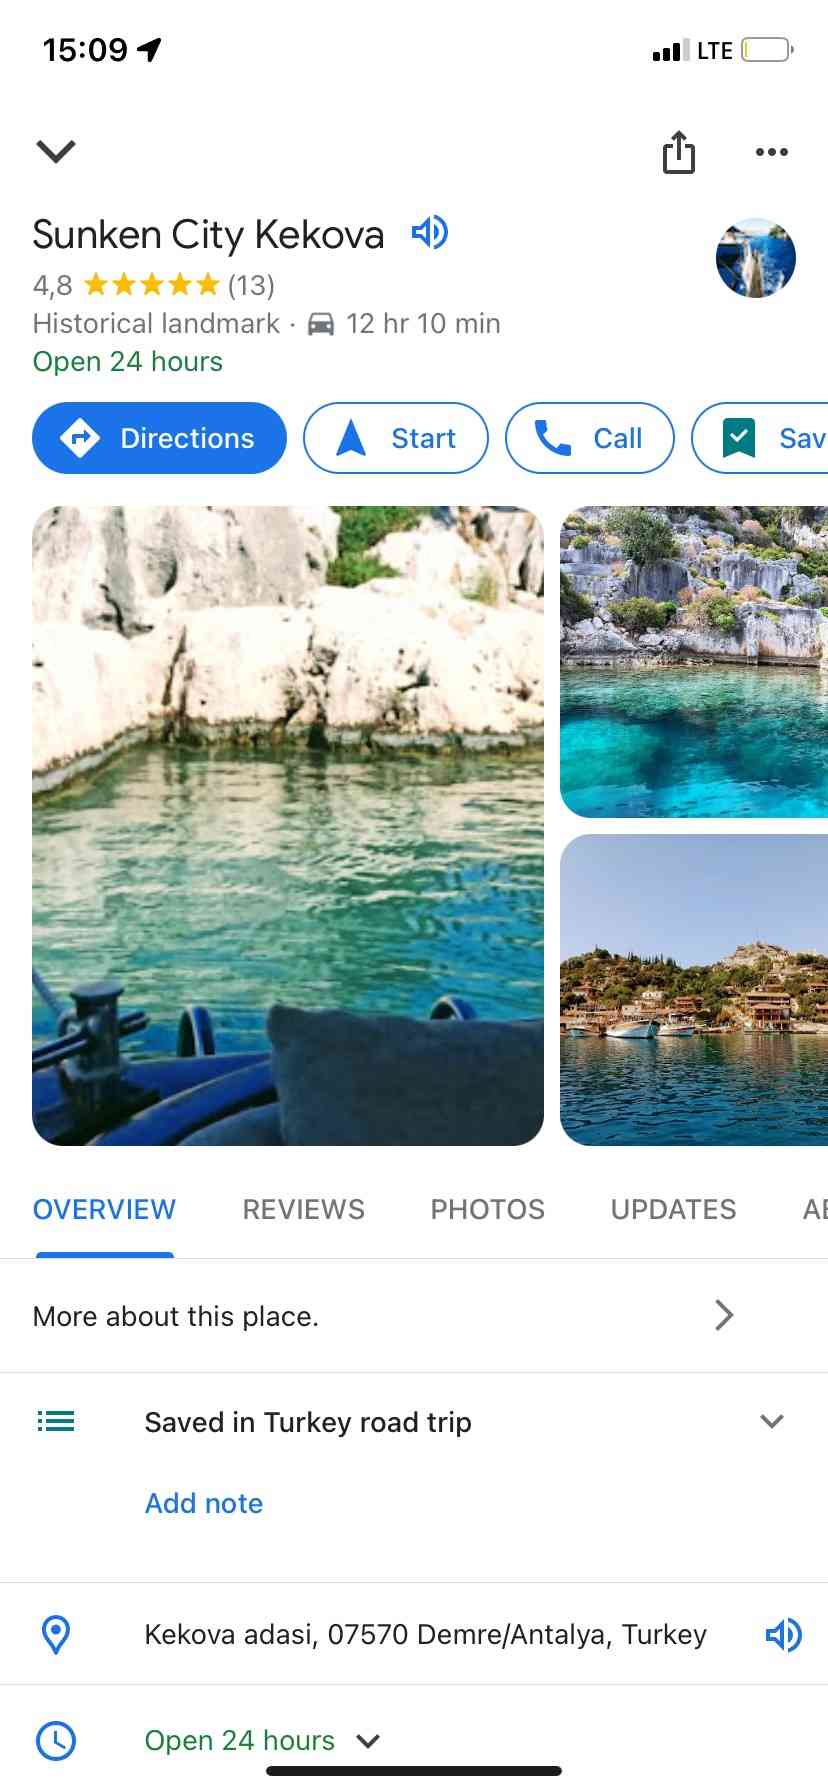 15:09
LTE
Sunken City Kekova
4,8 (13)
Historical landmark · 12 hr 10 min
Open 24 hours
Directions
Start
Call
Sav
OVERVIEW
REVIEWS
PHOTOS
UPDATES
AB
More about this place.
Saved in Turkey road trip
Add note
Kekova adasi, 07570 Demre/Antalya, Turkey
Open 24 hours